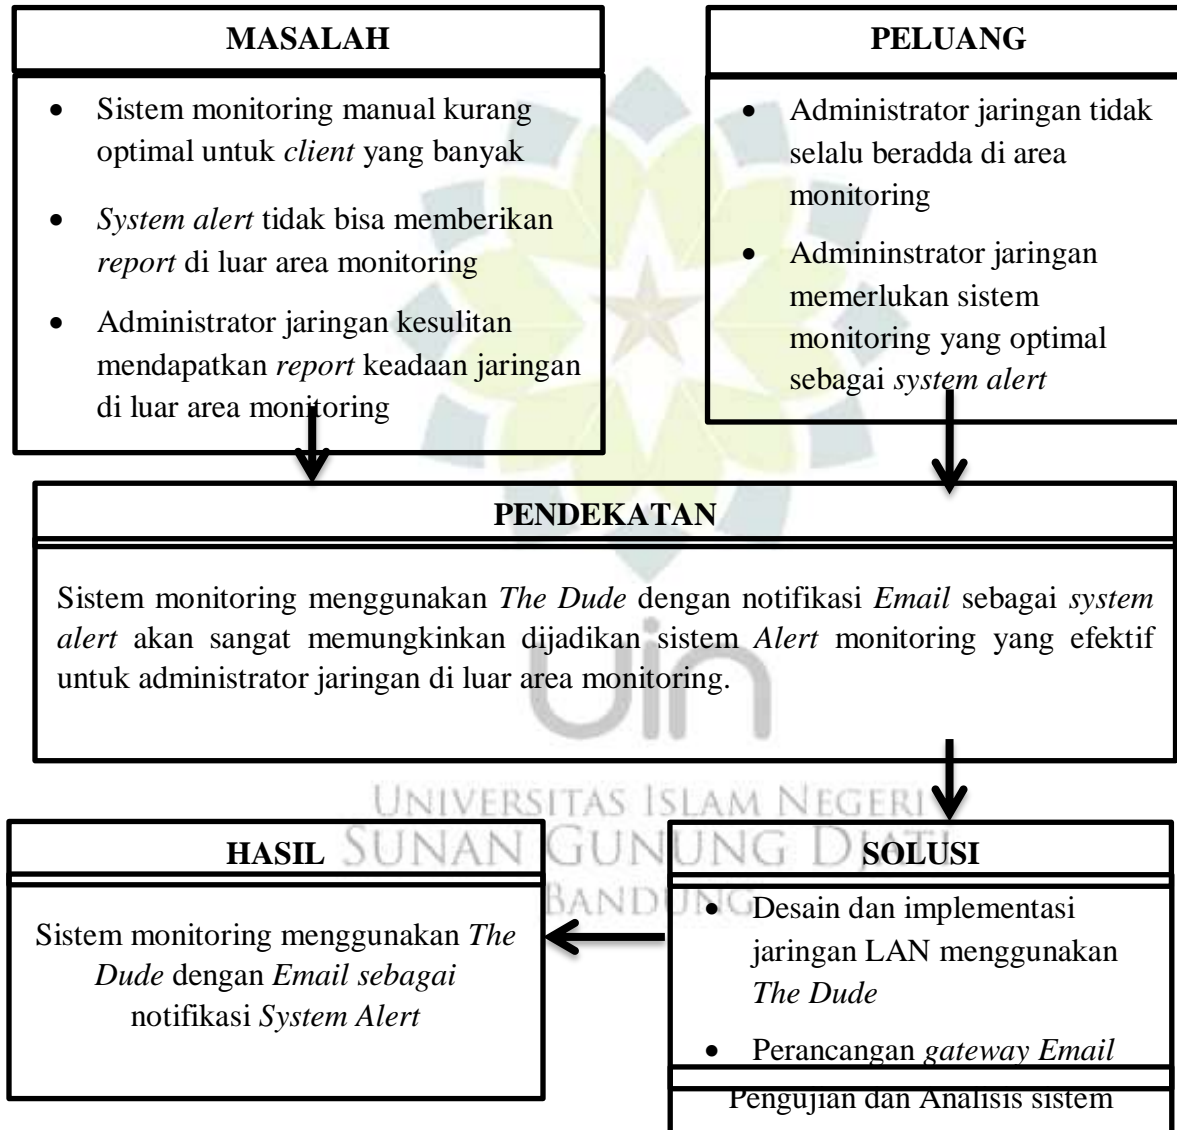 MASALAH
• Sistem monitoring manual kurang
optimal untuk client yang banyak
• System alert tidak bisa memberikan
report di luar area monitoring
• Administrator jaringan kesulitan
mendapatkan report keadaan jaringan
di luar area monitoring
PELUANG
• Administrator jaringan tidak
selalu beradda di area
monitoring
• Admininstrator jaringan
memerlukan sistem
monitoring yang optimal
sebagai system alert
PENDEKATAN
Sistem monitoring menggunakan The Dude dengan notifikasi Email sebagai system
alert akan sangat memungkinkan dijadikan sistem Alert monitoring yang efektif
untuk administrator jaringan di luar area monitoring.
uin
UNIVERSITAS ISLAM NEGERI
SUNAN GUNUNG DJATI
BANDUNG
SOLUSI
• Desain dan implementasi
jaringan LAN menggunakan
The Dude
• Perancangan gateway Email
Pengujian dan Analisis sistem
HASIL
Sistem monitoring menggunakan The
Dude dengan Email sebagai
notifikasi System Alert